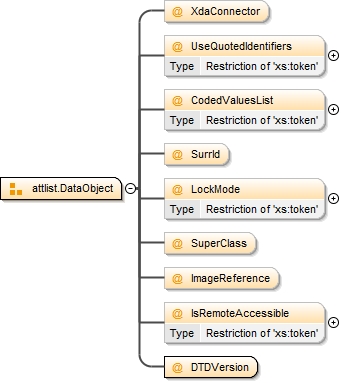 @ XdaConnector
@ UseQuotedIdentifiers
Type Restriction of 'xs:token'
@ CodedValuesList
Type Restriction of 'xs:token'
@ SurrId
attlist.DataObject
@ LockMode
Type Restriction of 'xs:token'
@ SuperClass
@ ImageReference
@ IsRemoteAccessible
Type Restriction of 'xs:token'
@ DTDVersion